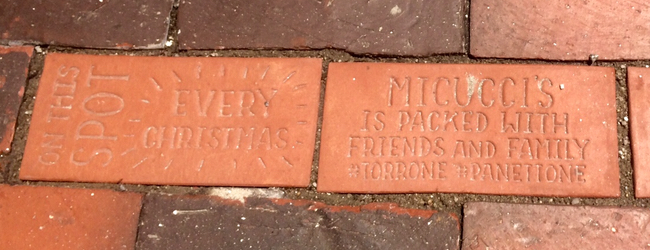 ON THIS
SPOT
EVERY
CHRISTMAS
MICUCCI'S
IS PACKED WITH
FRIENDS AND FAMILY
#TORRONE #PANETTONE